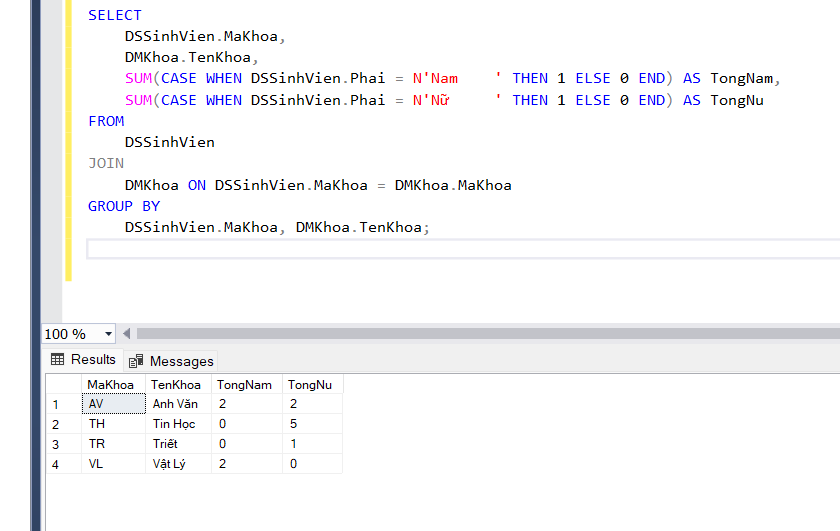 SELECT
DSSinhVien.MaKhoa,
DMKhoa.TenKhoa,
SUM(CASE WHEN DSSinhVien.Phai = N'Nam    ' THEN 1 ELSE 0 END) AS TongNam,
SUM(CASE WHEN DSSinhVien.Phai = N'Nữ     ' THEN 1 ELSE 0 END) AS TongNu
FROM
DSSinhVien
JOIN
DMKhoa ON DSSinhVien.MaKhoa = DMKhoa.MaKhoa
GROUP BY
DSSinhVien.MaKhoa, DMKhoa.TenKhoa;
100 %
Results Messages
MaKhoa TenKhoa TongNam TongNu
1 AV Anh Văn 2 2
2 TH Tin Học 0 5
3 TR Triết 0 1
4 VL Vật Lý 2 0